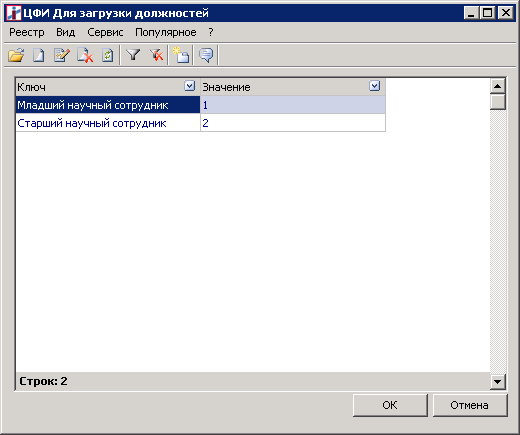 ЦФИ Для загрузки должностей
Реестр Вид Сервис Популярное ?
Ключ Значение
Младший научный сотрудник 1
Старший научный сотрудник 2
Строк: 2
OK Отмена